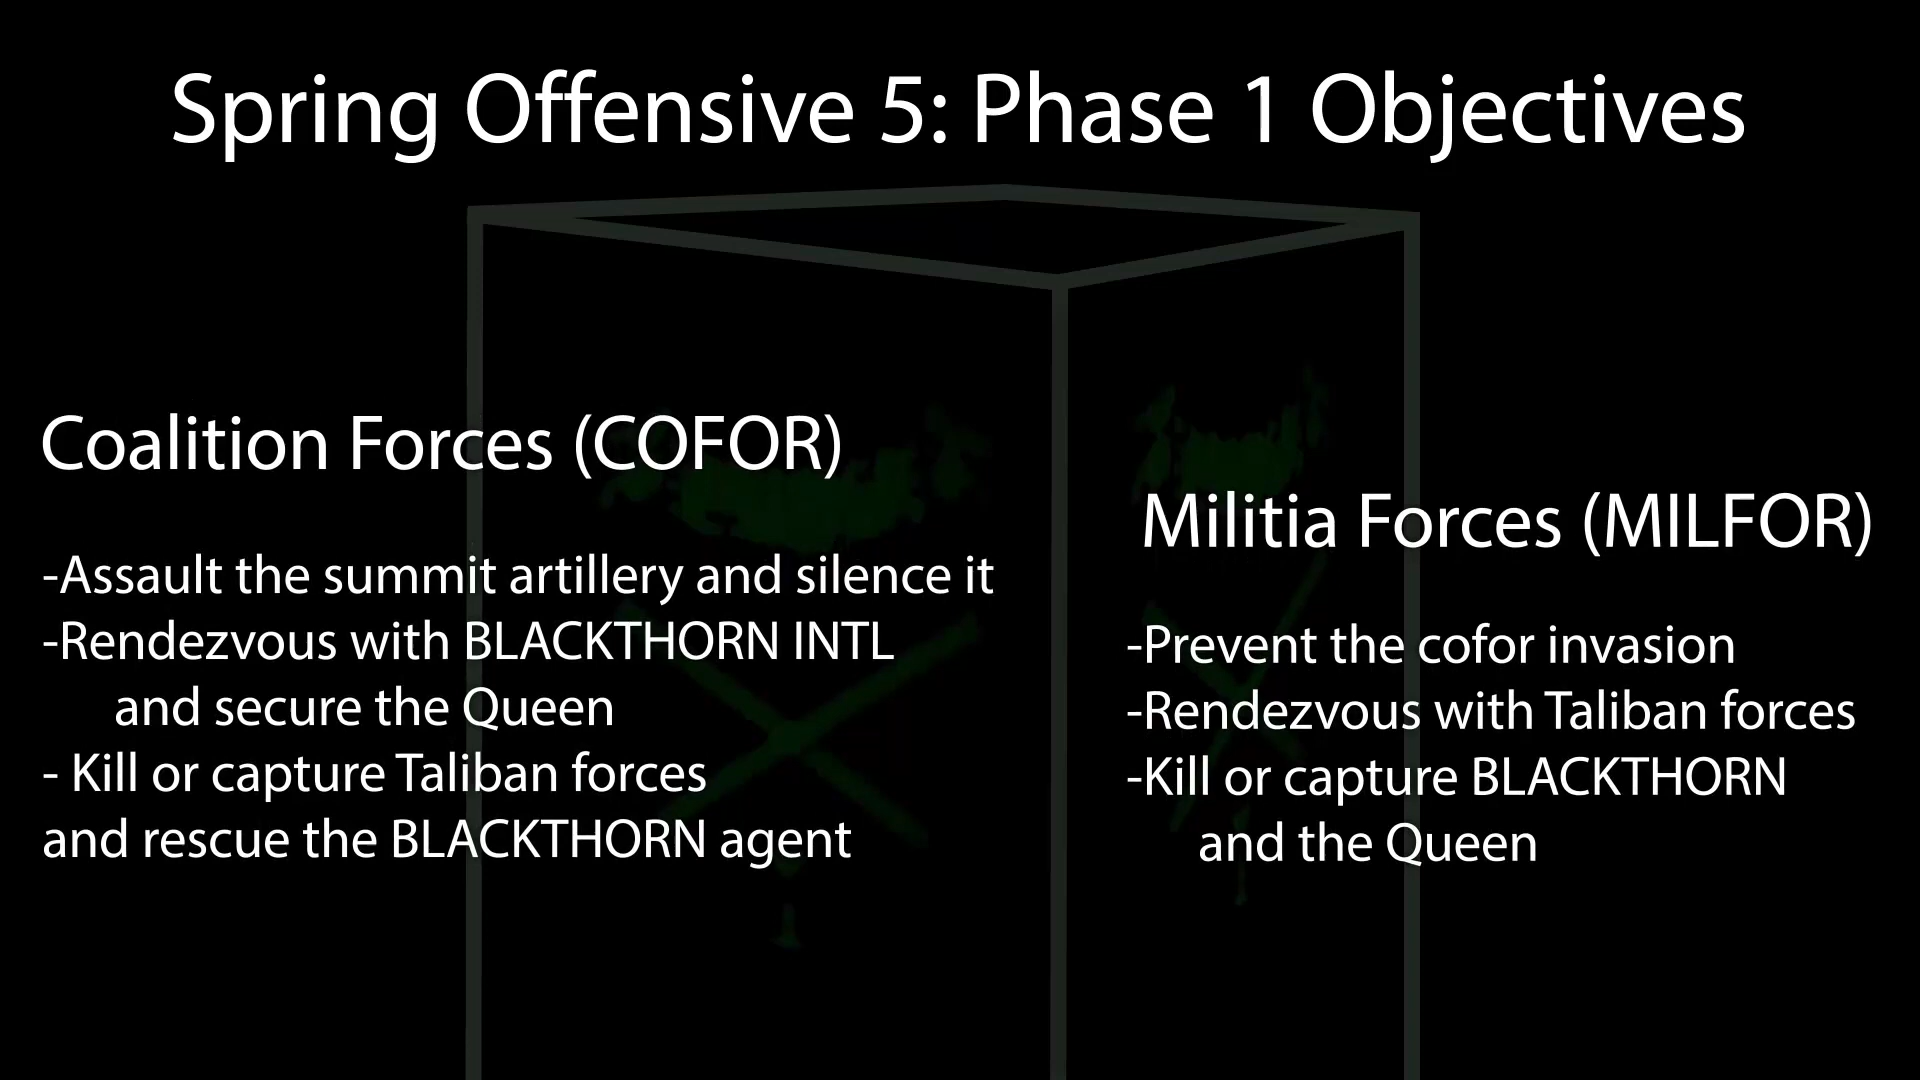 Spring Offensive 5: Phase 1 Objectives
Coalition Forces (COFOR)
-Assault the summit artillery and silence it
-Rendezvous with BLACKTHORN INTL
and secure the Queen
- Kill or capture Taliban forces
and rescue the BLACKTHORN agent
Militia Forces (MILFOR)
-Prevent the cofor invasion
-Rendezvous with Taliban forces
-Kill or capture BLACKTHORN
and the Queen